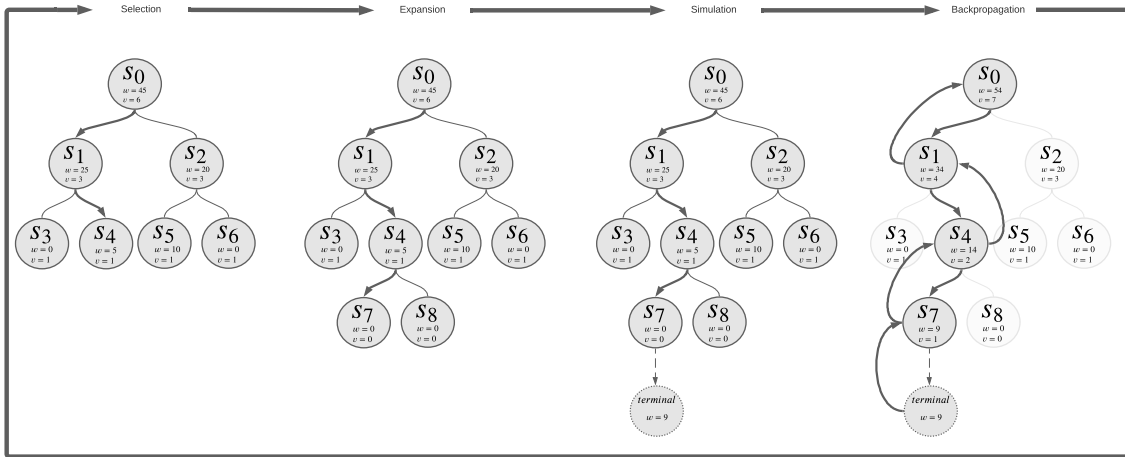 Selection
Expansion
Simulation
Backpropagation
s0
w = 45
v = 6
s1
w = 25
v = 3
s2
w = 20
v = 3
s3
w = 0
v = 1
s4
w = 5
v = 1
s5
w = 10
v = 1
s6
w = 0
v = 1
s0
w = 45
v = 6
s1
w = 25
v = 3
s2
w = 20
v = 3
s3
w = 0
v = 1
s4
w = 5
v = 1
s5
w = 10
v = 1
s6
w = 0
v = 1
s7
w = 0
v = 0
s8
w = 0
v = 0
s0
w = 45
v = 6
s1
w = 25
v = 3
s2
w = 20
v = 3
s3
w = 0
v = 1
s4
w = 5
v = 1
s5
w = 10
v = 1
s6
w = 0
v = 1
s7
w = 0
v = 0
s8
w = 0
v = 0
terminal
w = 9
s0
w = 54
v = 7
s1
w = 34
v = 4
s2
w = 20
v = 3
s3
w = 0
v = 1
s4
w = 14
v = 2
s5
w = 10
v = 1
s6
w = 0
v = 1
s7
w = 9
v = 1
s8
w = 0
v = 0
terminal
w = 9